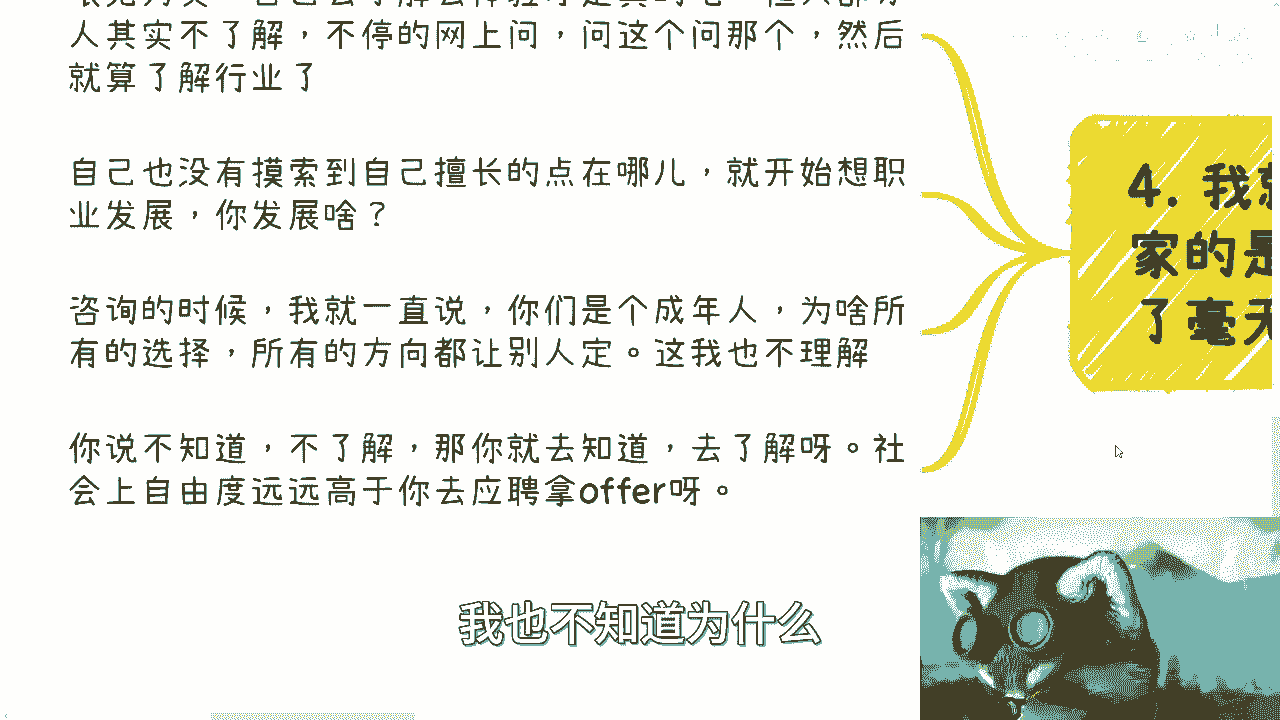 人其实不了解，不停的网上问，问这个问那个，然后
就算了解行业了
自己也没有摸索到自己擅长的点在哪儿，就开始想职
业发展，你发展啥？
咨询的时候，我就一直说，你们是个成年人，为啥所
有的选择，所有的方向都让别人定。这我也不理解
你说不知道，不了解，那你就去知道，去了解呀。社
会上自由度远远高于你去应聘拿offer呀。
4. 我
家的是
了毫无
我也不知道为什么